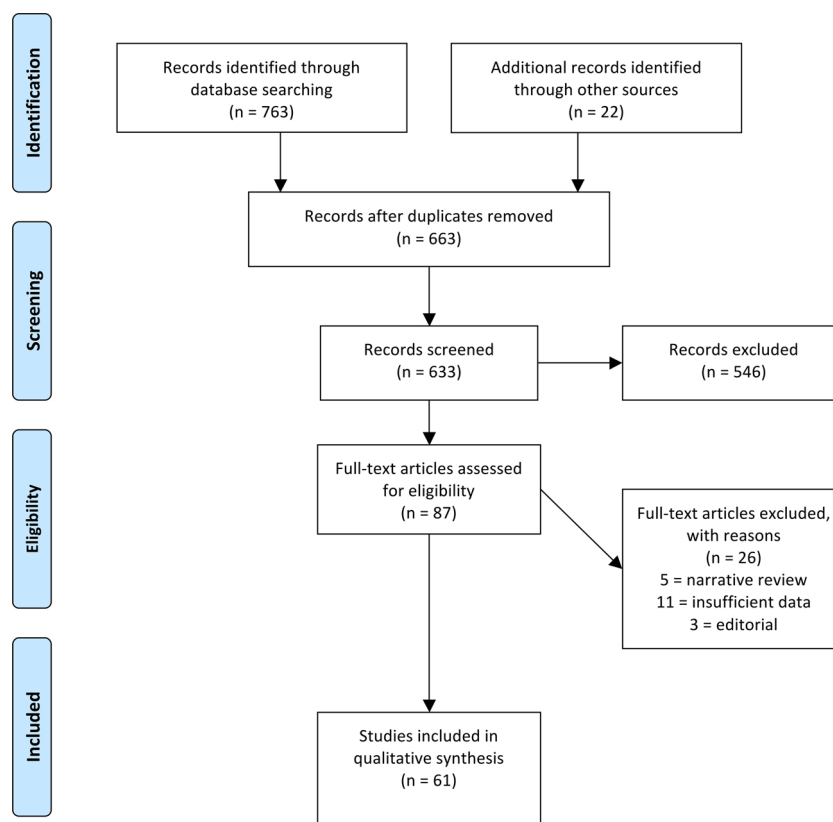 Identification
Records identified through
database searching
(n = 763)
Additional records identified
through other sources
(n = 22)
Records after duplicates removed
(n = 663)
Screening
Records screened
(n = 633)
Records excluded
(n = 546)
Eligibility
Full-text articles assessed
for eligibility
(n = 87)
Full-text articles excluded,
with reasons
(n = 26)
5 = narrative review
11 = insufficient data
3 = editorial
Included
Studies included in
qualitative synthesis
(n = 61)